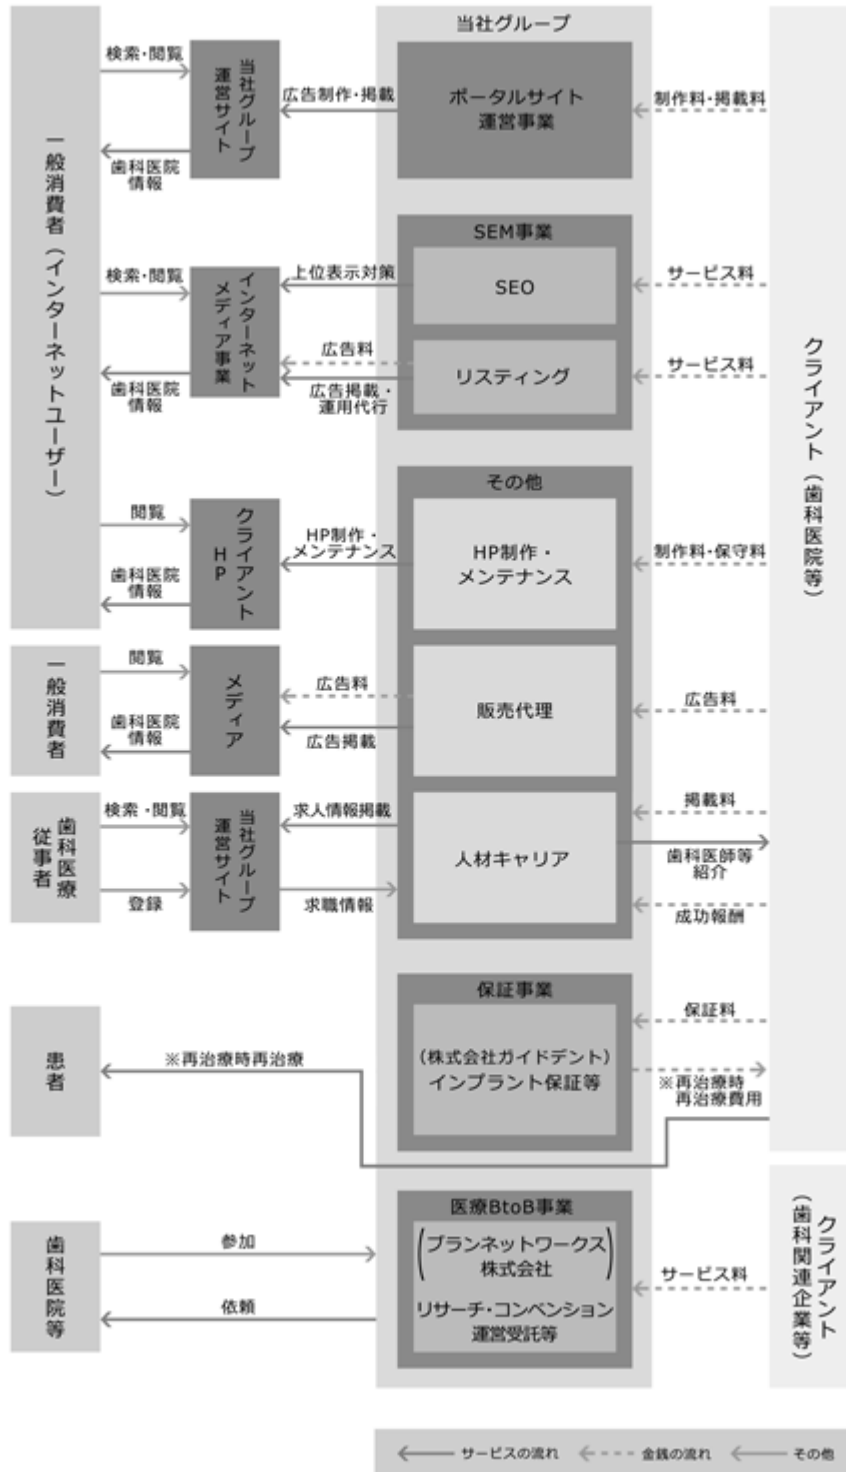 当社グループ
一般消費者（インターネットユーザー）
検索・閲覧
歯科医院
情報
当社グループ
運営サイト
広告制作・掲載
ポータルサイト
運営事業
制作料・掲載料
クライアント（歯科医院等）
検索・閲覧
歯科医院
情報
インターネット
メディア事業
上位表示対策
広告料
広告掲載・
運用代行
SEM事業
SEO
リスティング
サービス料
サービス料
閲覧
歯科医院
情報
クライアント
HP
HP制作・
メンテナンス
その他
HP制作・
メンテナンス
制作料・保守料
一般消費者
閲覧
歯科医院
情報
メディア
広告料
広告掲載
販売代理
広告料
歯科医療
従事者
検索・閲覧
登録
当社グループ
運営サイト
求人情報掲載
求職情報
人材キャリア
掲載料
歯科医師等
紹介
成功報酬
患者
※再治療時再治療
保証事業
（株式会社ガイドデント）
インプラント保証等
保証料
※再治療時
再治療費用
歯科医院等
参加
依頼
医療BtoB事業
（ブランネットワークス
株式会社）
リサーチ・コンベンション
運営受託等
サービス料
クライアント
（歯科関連企業等）
サービスの流れ
金銭の流れ
その他